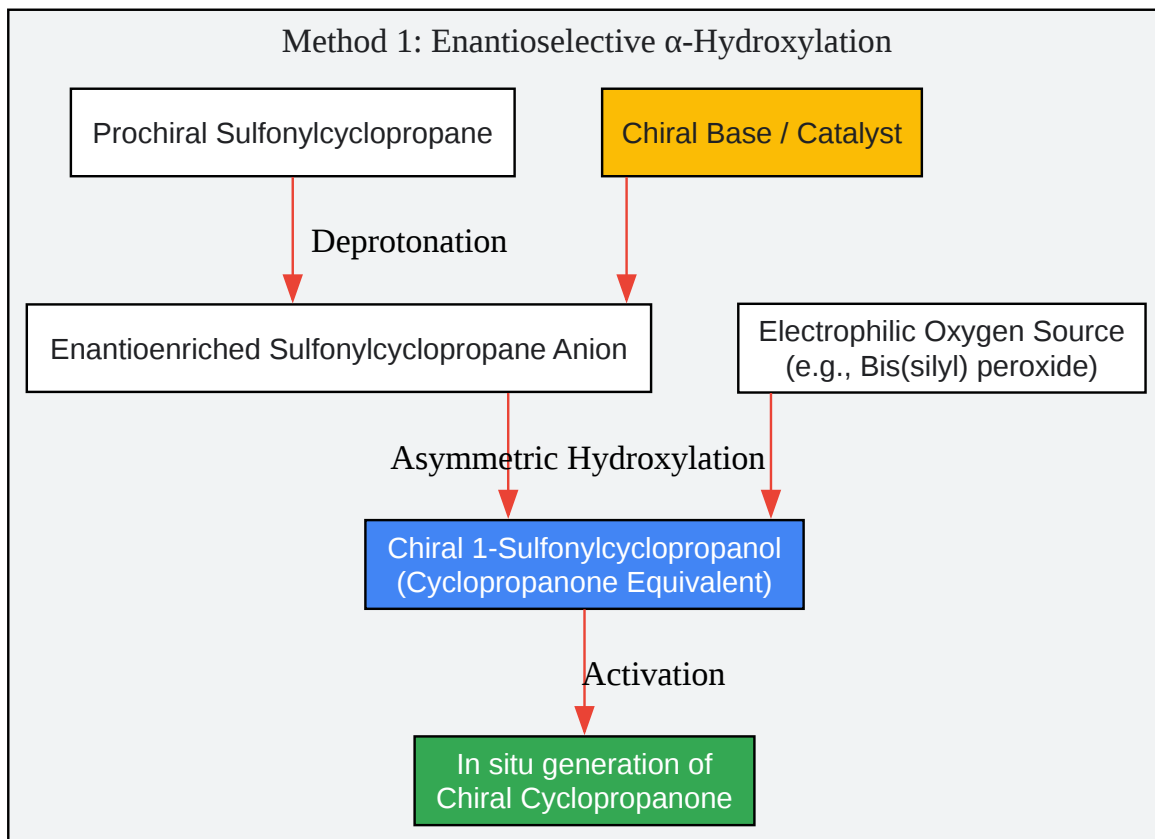 Method 1: Enantioselective α-Hydroxylation
Prochiral Sulfonylcyclopropane
Chiral Base / Catalyst
Deprotonation
Enantioenriched Sulfonylcyclopropane Anion
Electrophilic Oxygen Source
(e.g., Bis(silyl) peroxide)
Asymmetric Hydroxylation
Chiral 1-Sulfonylcyclopropanol
(Cyclopropanone Equivalent)
Activation
In situ generation of
Chiral Cyclopropanone